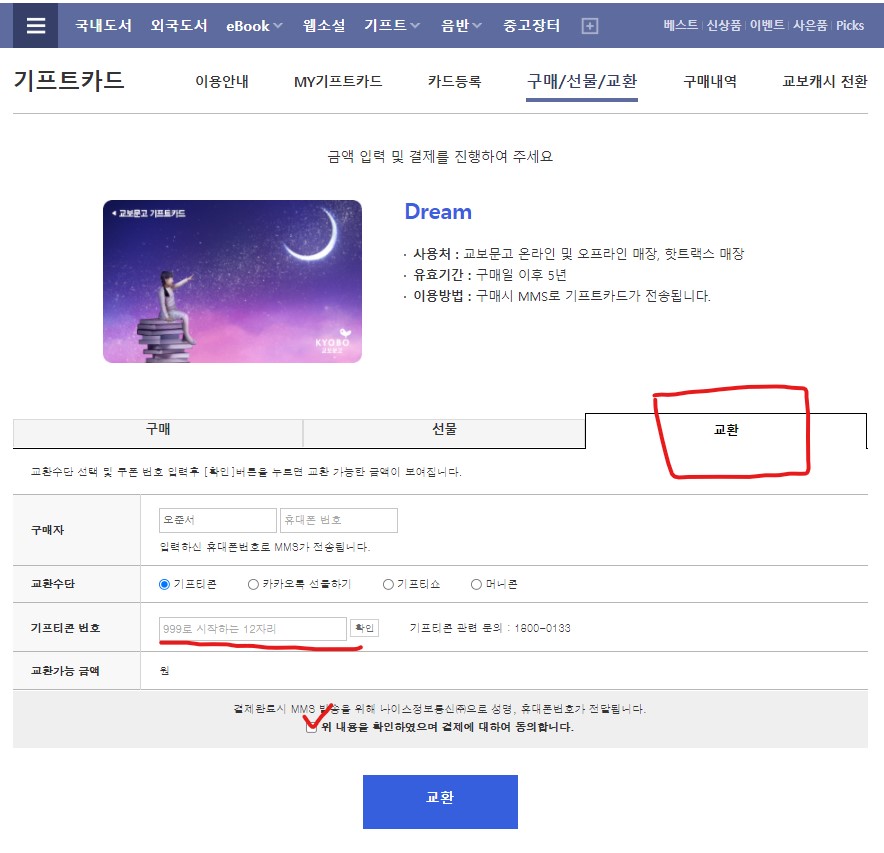 국내도서 외국도서 eBook 웹소설 기프트 음반 중고장터 베스트 신상품 이벤트 사은품 Picks
기프트카드 이용안내 MY기프트카드 카드등록 구매/선물/교환 구매내역 교보캐시 전환
금액 입력 및 결제를 진행하여 주세요
교보문고 기프트카드
KYOBO
교보문고
Dream
· 사용처 : 교보문고 온라인 및 오프라인 매장, 핫트랙스 매장
· 유효기간 : 구매일 이후 5년
· 이용방법 : 구매시 MMS로 기프트카드가 전송됩니다.
구매 선물 교환
교환수단 선택 및 쿠폰 번호 입력후 [확인]버튼을 누르면 교환 가능한 금액이 보여집니다.
구매자 오준서 휴대폰 번호
입력하신 휴대폰번호로 MMS가 전송됩니다.
교환수단 기프티콘 카카오톡 선물하기 기프티쇼 머니콘
기프티콘 번호 999로 시작하는 12자리 확인 기프티콘 관련 문의 : 1800-0133
교환가능 금액 원
결제완료시 MMS 발송을 위해 나이스정보통신㈜으로 성명, 휴대폰번호가 전달됩니다.
위 내용을 확인하였으며 결제에 대하여 동의합니다.
교환